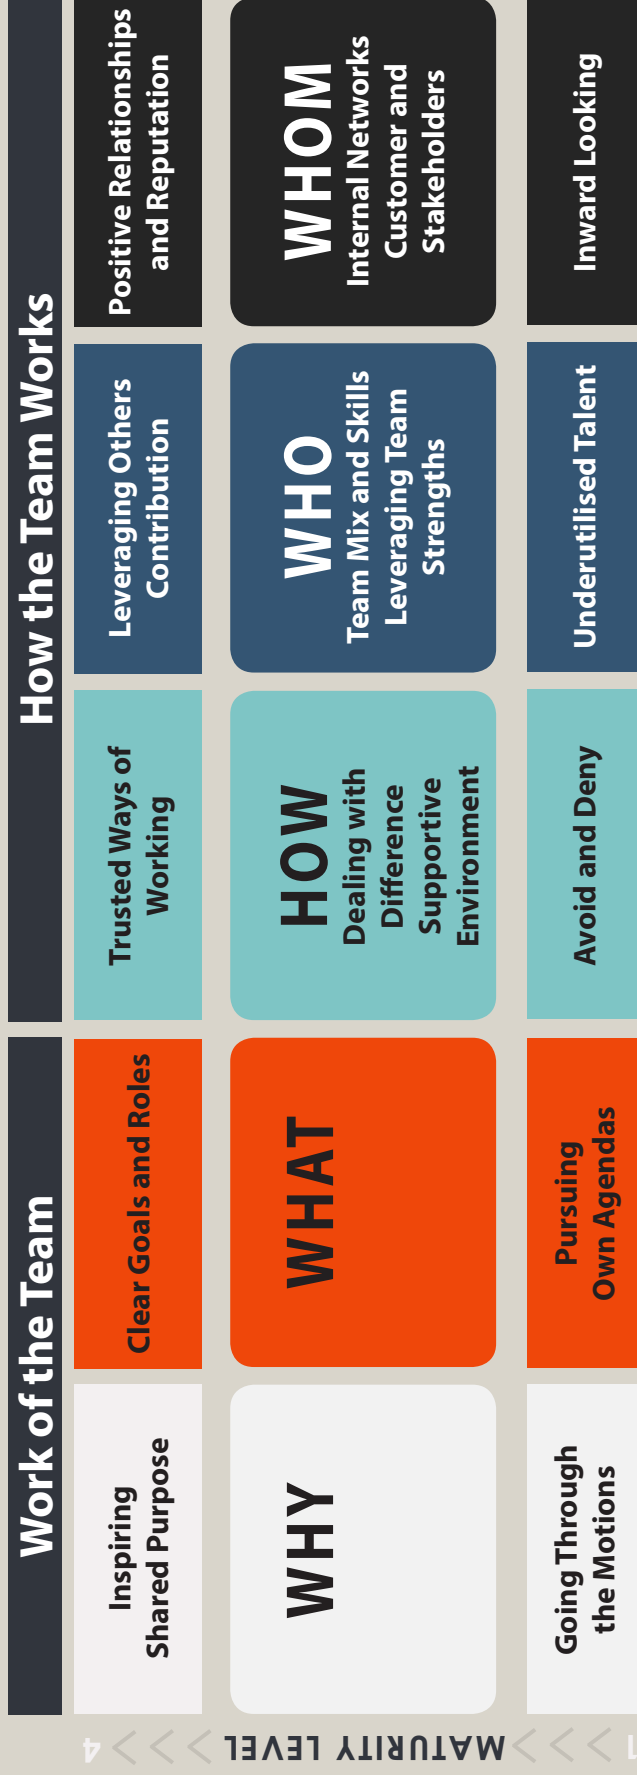 Work of the Team
How the Team Works
Inspiring
Shared Purpose
Clear Goals and Roles
Trusted Ways of
Working
Leveraging Others
Contribution
Positive Relationships
and Reputation
WHY
WHAT
HOW
Dealing with
Difference
Supportive
Environment
WHO
Team Mix and Skills
Leveraging Team
Strengths
WHOM
Internal Networks
Customer and
Stakeholders
Going Through
the Motions
Pursuing
Own Agendas
Avoid and Deny
Underutilised Talent
Inward Looking
4
MATURITY LEVEL
1